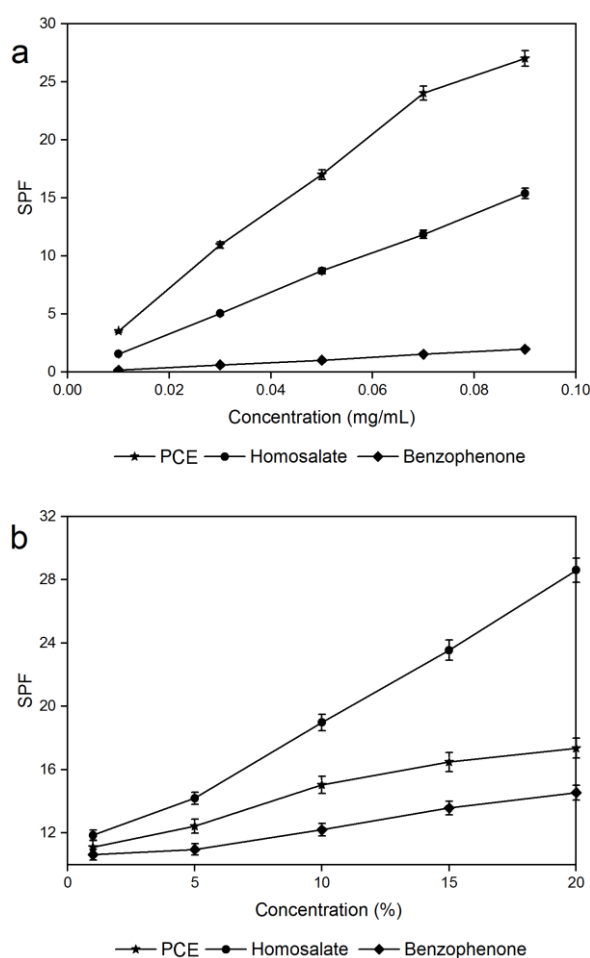 a
30
25
20
15
10
5
0
SPF
0.00 0.02 0.04 0.06 0.08 0.10
Concentration (mg/mL)
PCE Homosalate Benzophenone
b
32
28
24
20
16
12
SPF
0 5 10 15 20
Concentration (%)
PCE Homosalate Benzophenone